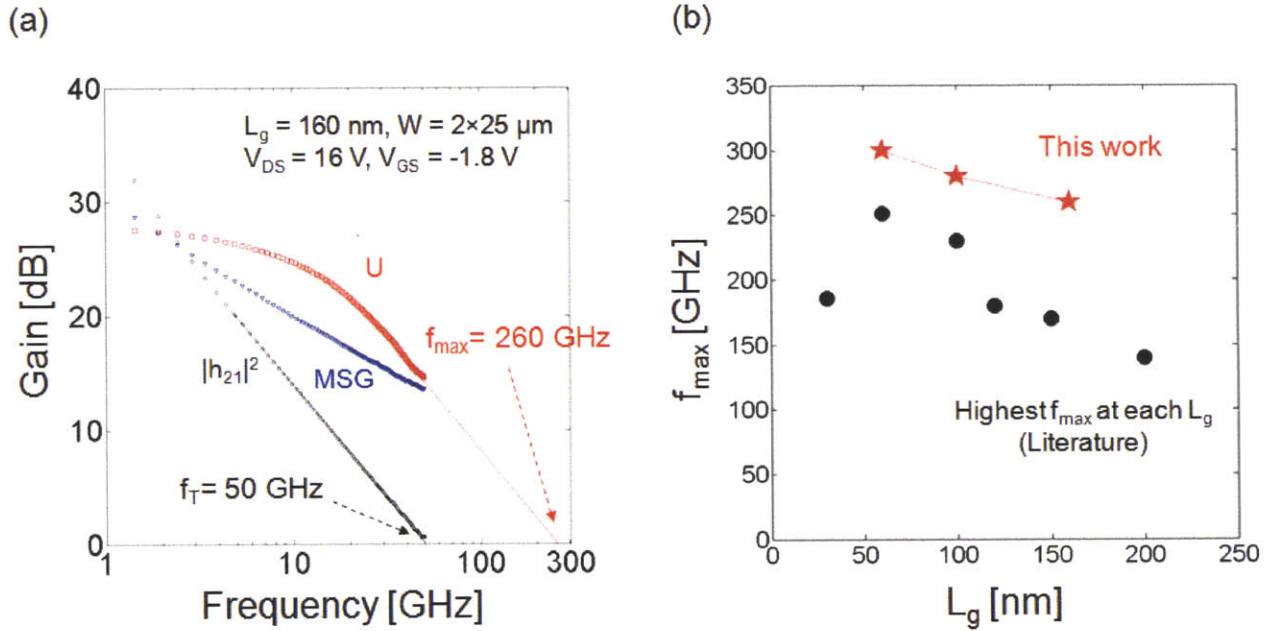 (a)
Gain [dB]
40
30
20
10
0
L_g = 160 nm, W = 2×25 μm
V_DS = 16 V, V_GS = -1.8 V
U
f_max = 260 GHz
|h_21|^2
MSG
f_T = 50 GHz
1
10
100
300
Frequency [GHz]
(b)
f_max [GHz]
350
300
250
200
150
100
50
0
This work
Highest f_max at each L_g
(Literature)
0
50
100
150
200
250
L_g [nm]